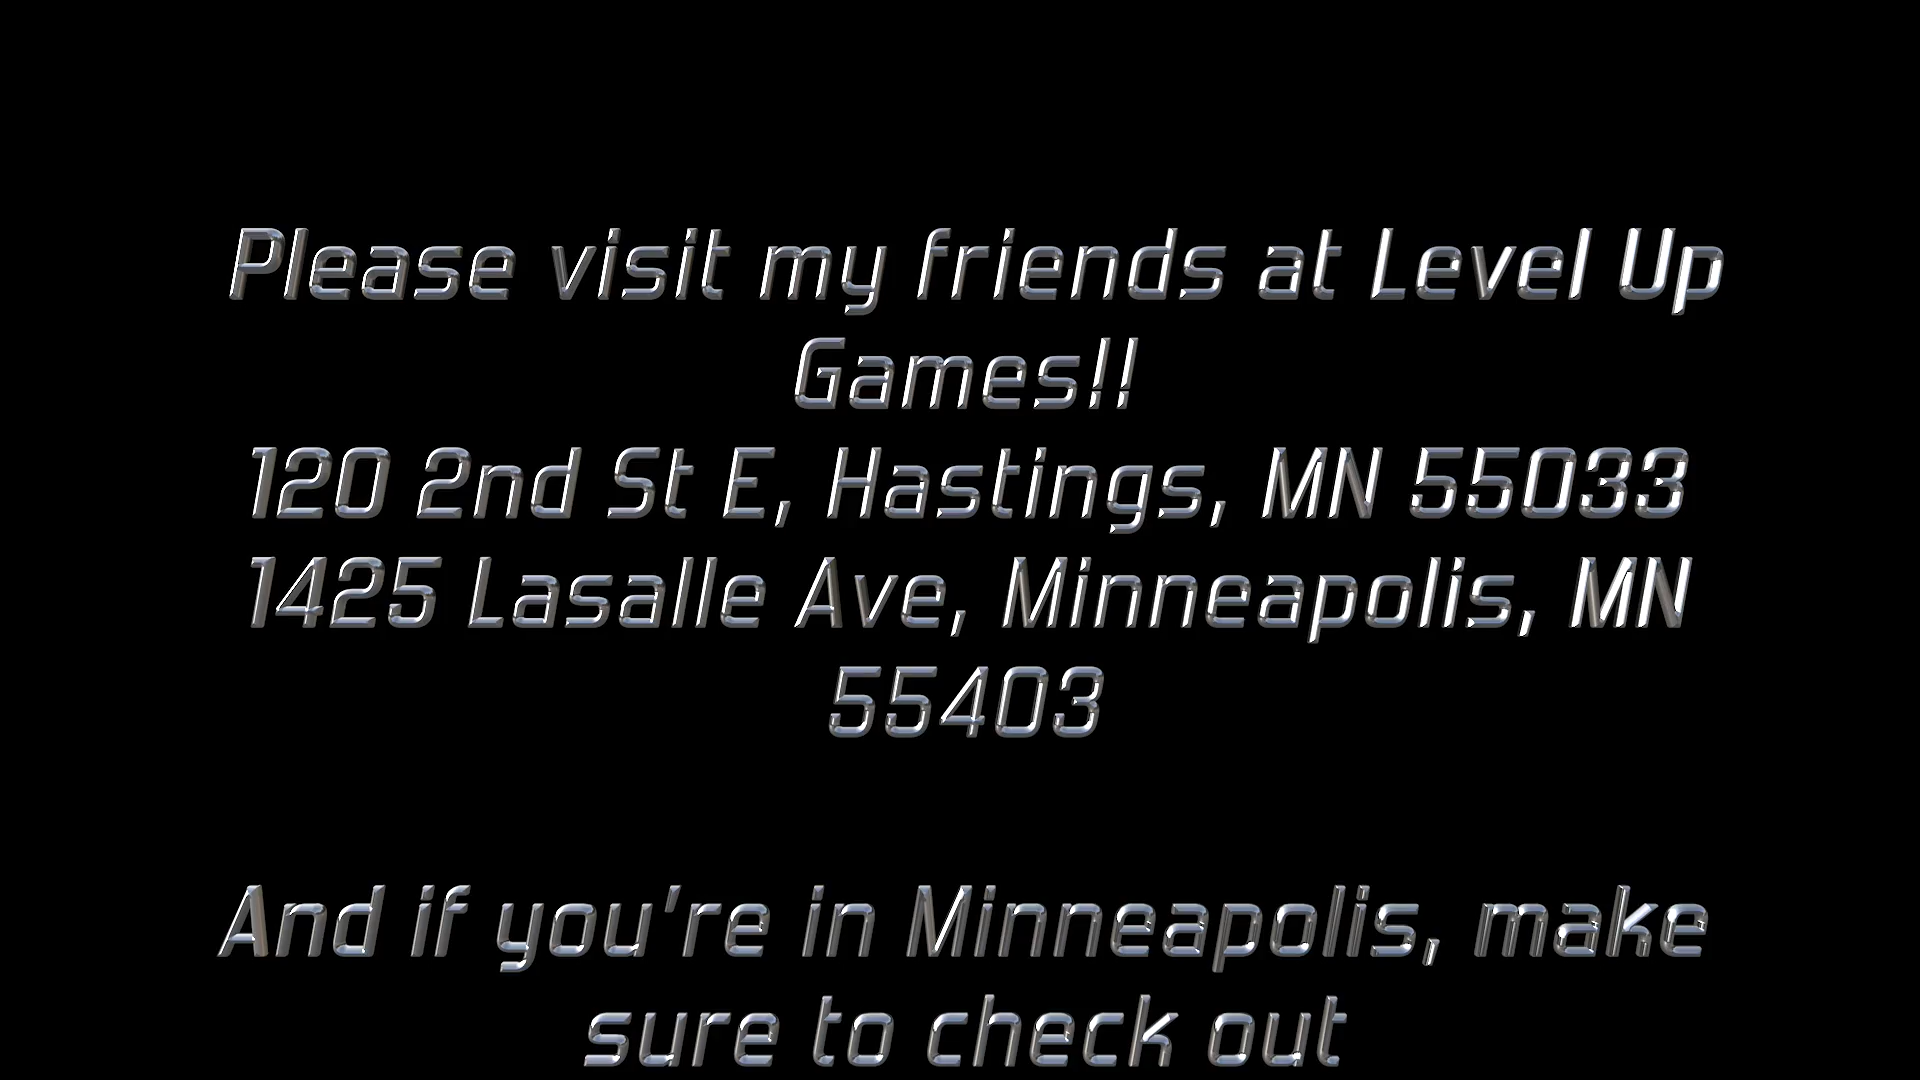 Please visit my friends at Level Up
Games!!
120 2nd St E, Hastings, MN 55033
1425 Lasalle Ave, Minneapolis, MN
55403
And if you're in Minneapolis, make
sure to check out